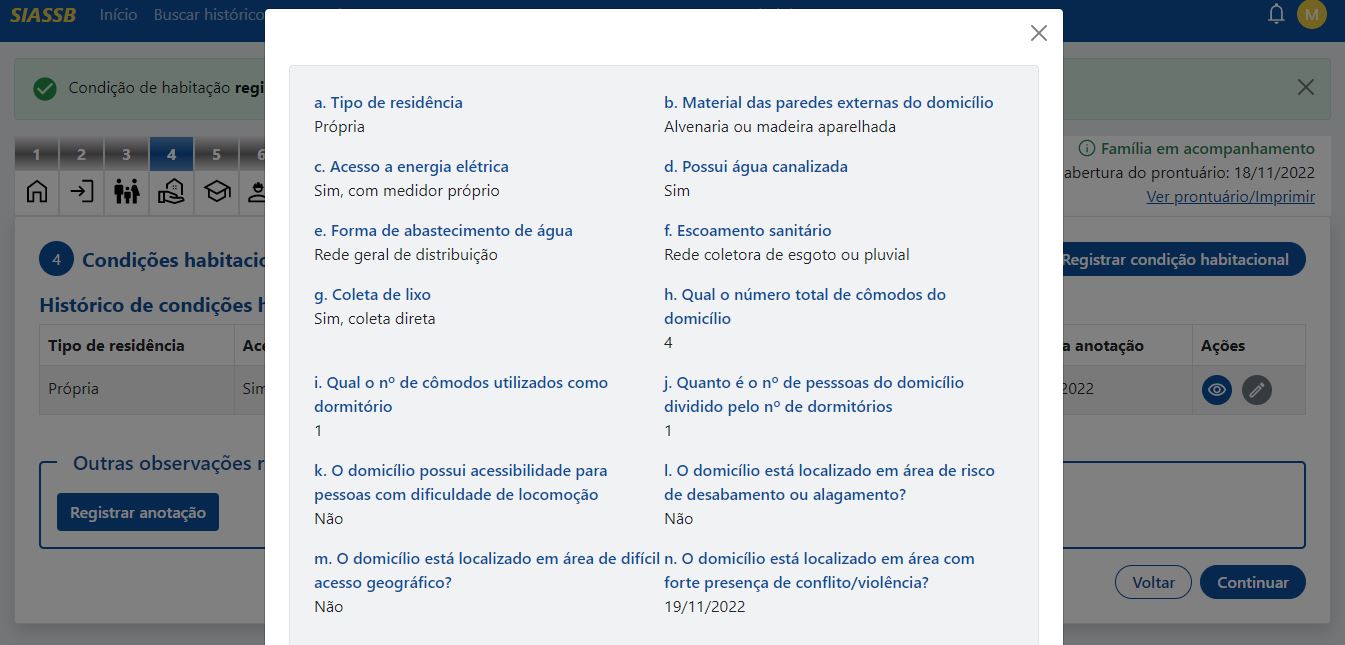 SIASSB Início Buscar histórico
M
Condição de habitação regi
1 2 3 4 5 6
Família em acompanhamento
abertura do prontuário: 18/11/2022
Ver prontuário/Imprimir
4 Condições habitacio
Registrar condição habitacional
Histórico de condições h
Tipo de residência Ace a anotação Ações
Própria Sim 2022
Outras observações r
Registrar anotação
Voltar Continuar
a. Tipo de residência
Própria
b. Material das paredes externas do domicílio
Alvenaria ou madeira aparelhada
c. Acesso a energia elétrica
Sim, com medidor próprio
d. Possui água canalizada
Sim
e. Forma de abastecimento de água
Rede geral de distribuição
f. Escoamento sanitário
Rede coletora de esgoto ou pluvial
g. Coleta de lixo
Sim, coleta direta
h. Qual o número total de cômodos do
domicílio
4
i. Qual o nº de cômodos utilizados como
dormitório
1
j. Quanto é o nº de pesssoas do domicílio
dividido pelo nº de dormitórios
1
k. O domicílio possui acessibilidade para
pessoas com dificuldade de locomoção
Não
l. O domicílio está localizado em área de risco
de desabamento ou alagamento?
Não
m. O domicílio está localizado em área de difícil
acesso geográfico?
Não
n. O domicílio está localizado em área com
forte presença de conflito/violência?
19/11/2022